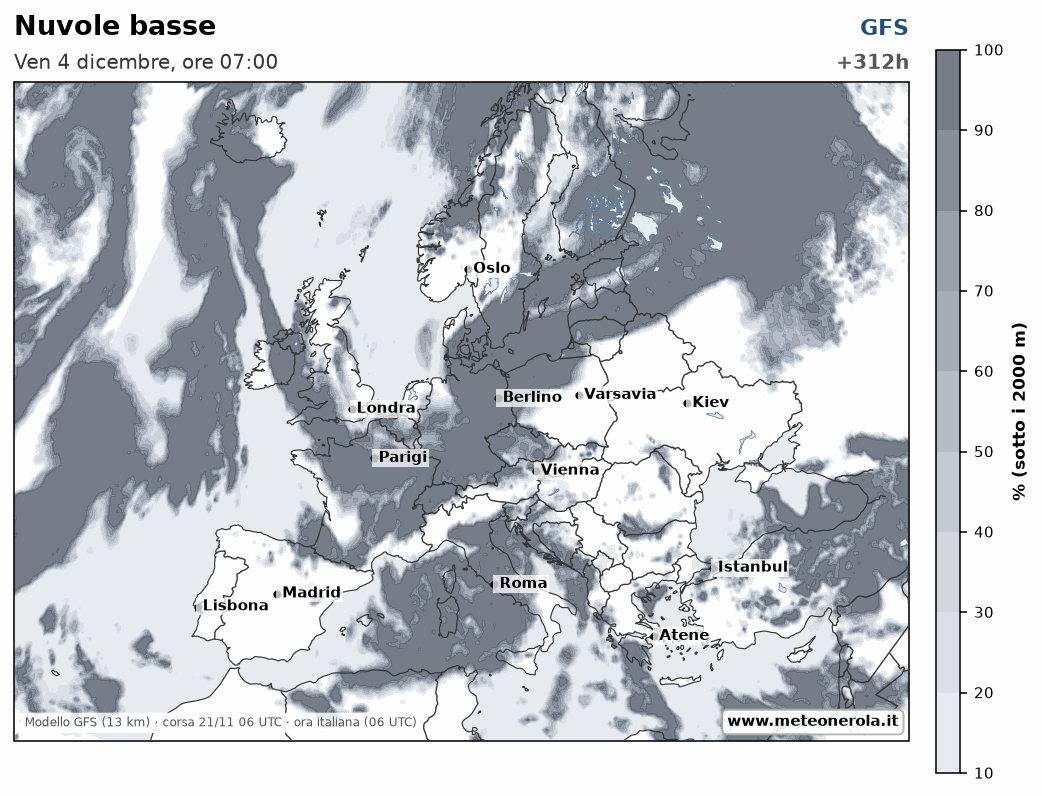 Nuvole basse
GFS
Ven 4 dicembre, ore 07:00
+312h
100
90
80
70
60
50
40
30
20
10
% (sotto i 2000 m)
Oslo
Berlino
Varsavia
Kiev
Londra
Parigi
Vienna
Istanbul
Roma
Madrid
Lisbona
Atene
Modello GFS (13 km) · corsa 21/11 06 UTC · ora italiana (06 UTC)
www.meteonerola.it